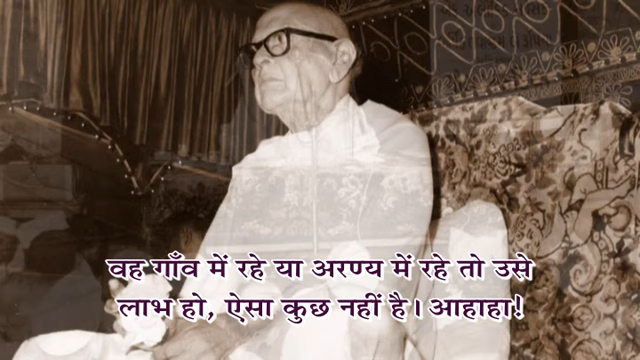 वह गाँव में रहे या अरण्य में रहे तो उसे
लाभ हो, ऐसा कुछ नहीं है। आहाहा!